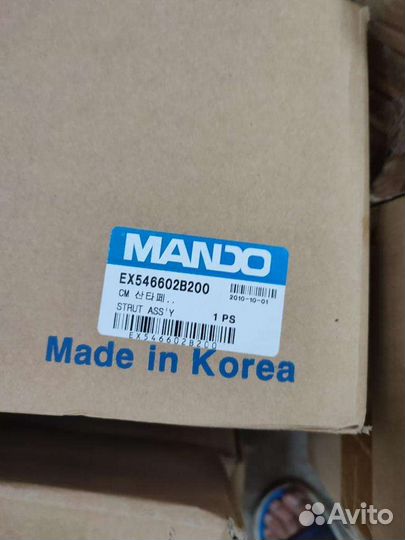 MANDO
EX546602B200
2010-10-01
CM 산타페..
STRUT ASS'Y 1 PS
EX546602B200
Made in Korea
Avito